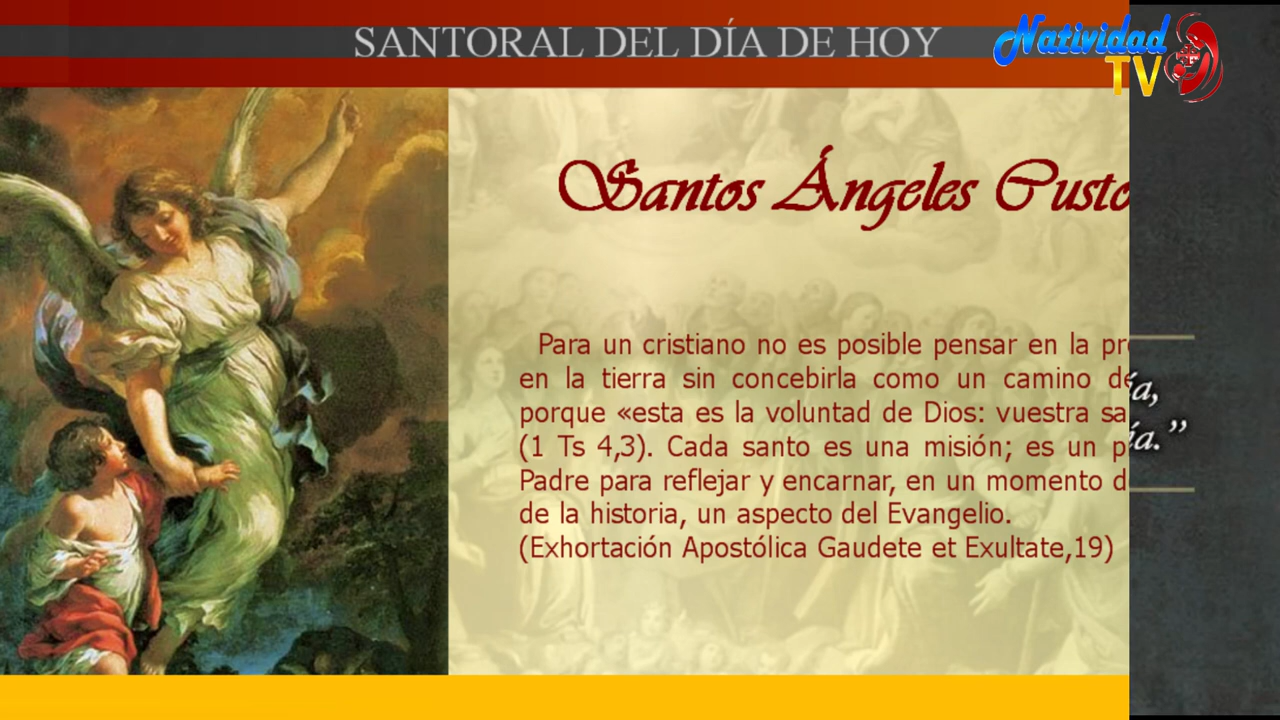 SANTORAL DEL DÍA DE HOY
Natividad
TV
Santos Ángeles Custo
Para un cristiano no es posible pensar en la pr
en la tierra sin concebirla como un camino d
porque «esta es la voluntad de Dios: vuestra sa
(1 Ts 4,3). Cada santo es una misión; es un p
Padre para reflejar y encarnar, en un momento d
de la historia, un aspecto del Evangelio.
(Exhortación Apostólica Gaudete et Exultate,19)
ía,
ía.”